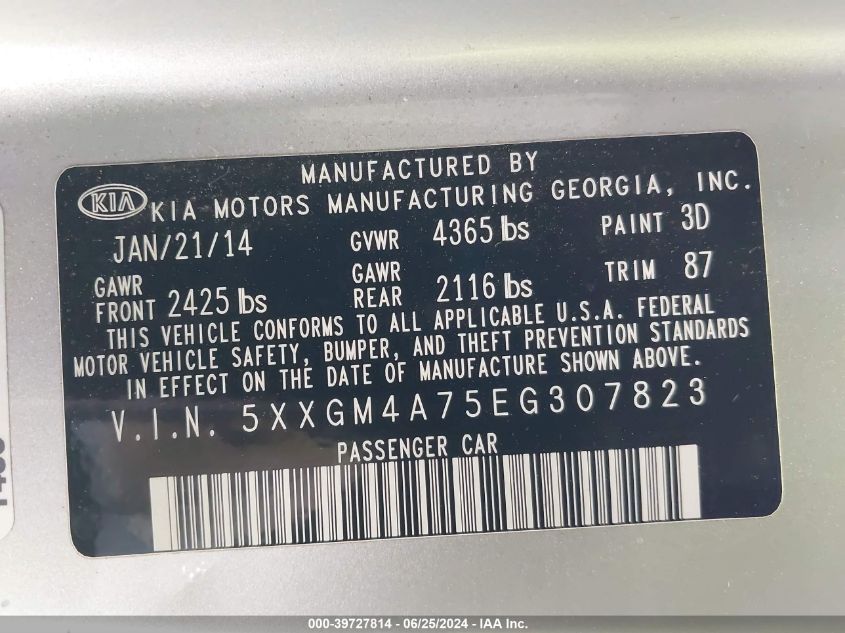 MANUFACTURED BY
KIA KIA MOTORS MANUFACTURING GEORGIA, INC.
JAN/21/14 GVWR 4365 lbs PAINT 3D
GAWR FRONT 2425 lbs GAWR REAR 2116 lbs TRIM 87
THIS VEHICLE CONFORMS TO ALL APPLICABLE U.S.A. FEDERAL
MOTOR VEHICLE SAFETY, BUMPER, AND THEFT PREVENTION STANDARDS
IN EFFECT ON THE DATE OF MANUFACTURE SHOWN ABOVE.
V.I.N. 5XXGM4A75EG307823
PASSENGER CAR
000-39727814 - 06/25/2024 - IAA Inc.